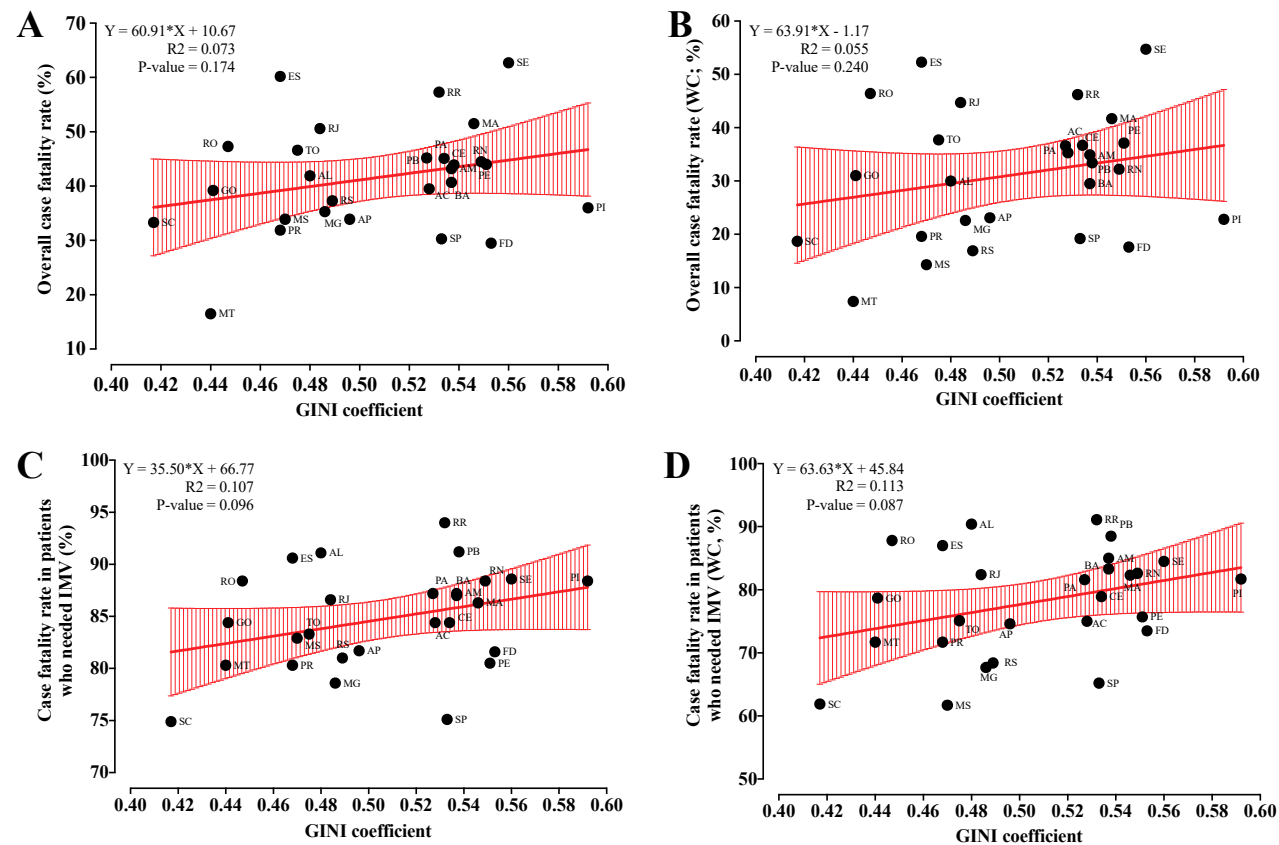 A
Y = 60.91*X + 10.67
R2 = 0.073
P-value = 0.174
Overall case fatality rate (%)
70
60
50
40
30
20
10
SC
GO
MT
RO
ES
PR
MS
TO
AL
RJ
MG
RS
AP
PB
AC
RR
SP
PA
CE
AM
BA
MA
RN
PE
FD
SE
PI
0.40 0.42 0.44 0.46 0.48 0.50 0.52 0.54 0.56 0.58 0.60
GINI coefficient
B
Y = 63.91*X - 1.17
R2 = 0.055
P-value = 0.240
Overall case fatality rate (WC; %)
60
50
40
30
20
10
0
SC
MT
GO
RO
ES
PR
MS
TO
AL
RJ
MG
RS
AP
AC
PA
RR
SP
CE
AM
PB
BA
MA
RN
PE
FD
SE
PI
0.40 0.42 0.44 0.46 0.48 0.50 0.52 0.54 0.56 0.58 0.60
GINI coefficient
C
Y = 35.50*X + 66.77
R2 = 0.107
P-value = 0.096
Case fatality rate in patients
who needed IMV (%)
100
95
90
85
80
75
70
SC
MT
GO
RO
ES
PR
MS
TO
AL
RJ
MG
RS
AP
PA
AC
RR
SP
CE
BA
AM
PB
MA
RN
PE
FD
SE
PI
0.40 0.42 0.44 0.46 0.48 0.50 0.52 0.54 0.56 0.58 0.60
GINI coefficient
D
Y = 63.63*X + 45.84
R2 = 0.113
P-value = 0.087
Case fatality rate in patients
who needed IMV (WC, %)
100
90
80
70
60
50
SC
MT
GO
RO
ES
PR
MS
TO
AL
RJ
MG
RS
AP
PA
AC
RR
SP
CE
BA
AM
PB
MA
RN
PE
FD
SE
PI
0.40 0.42 0.44 0.46 0.48 0.50 0.52 0.54 0.56 0.58 0.60
GINI coefficient